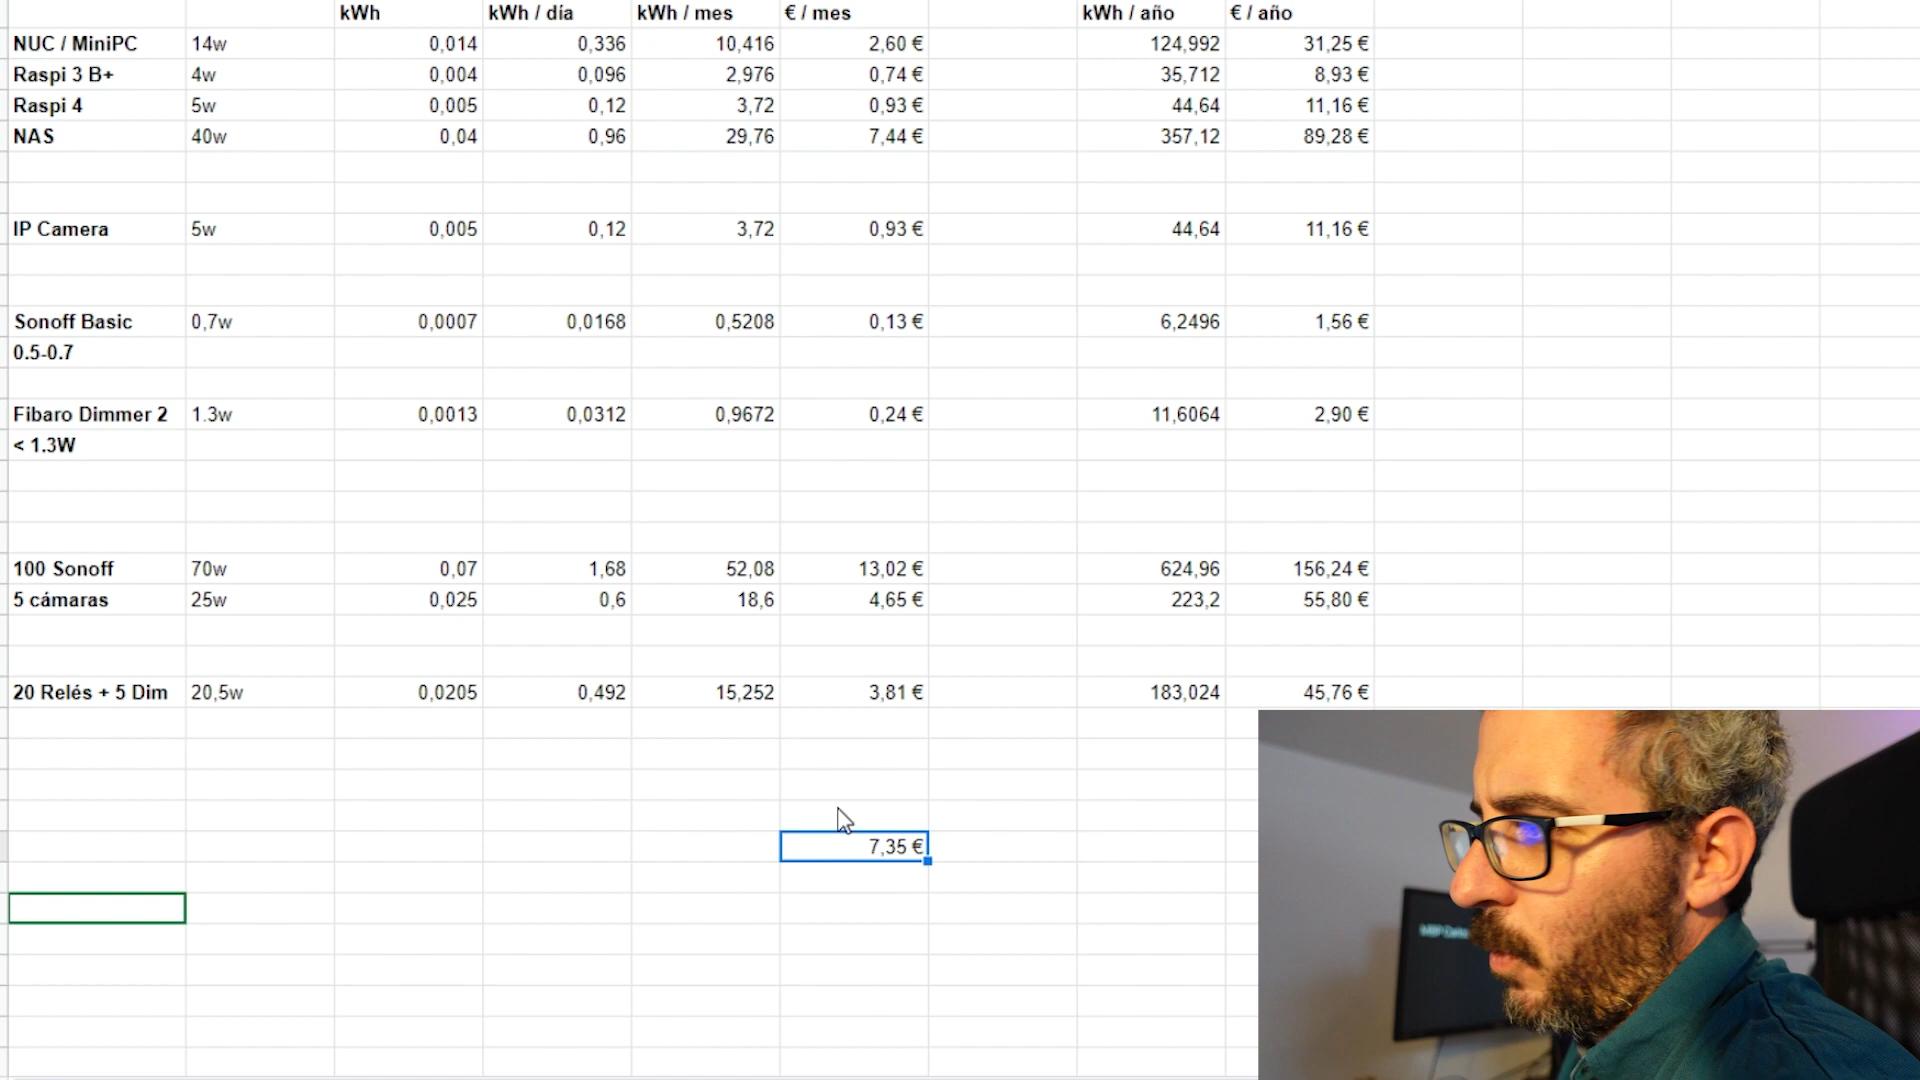 kWh kWh / día kWh / mes € / mes kWh / año € / año
NUC / MiniPC 14w 0,014 0,336 10,416 2,60 € 124,992 31,25 €
Raspi 3 B+ 4w 0,004 0,096 2,976 0,74 € 35,712 8,93 €
Raspi 4 5w 0,005 0,12 3,72 0,93 € 44,64 11,16 €
NAS 40w 0,04 0,96 29,76 7,44 € 357,12 89,28 €
IP Camera 5w 0,005 0,12 3,72 0,93 € 44,64 11,16 €
Sonoff Basic 0,7w 0,0007 0,0168 0,5208 0,13 € 6,2496 1,56 €
0.5-0.7
Fibaro Dimmer 2 1.3w 0,0013 0,0312 0,9672 0,24 € 11,6064 2,90 €
< 1.3W
100 Sonoff 70w 0,07 1,68 52,08 13,02 € 624,96 156,24 €
5 cámaras 25w 0,025 0,6 18,6 4,65 € 223,2 55,80 €
20 Relés + 5 Dim 20,5w 0,0205 0,492 15,252 3,81 € 183,024 45,76 €
7,35 €